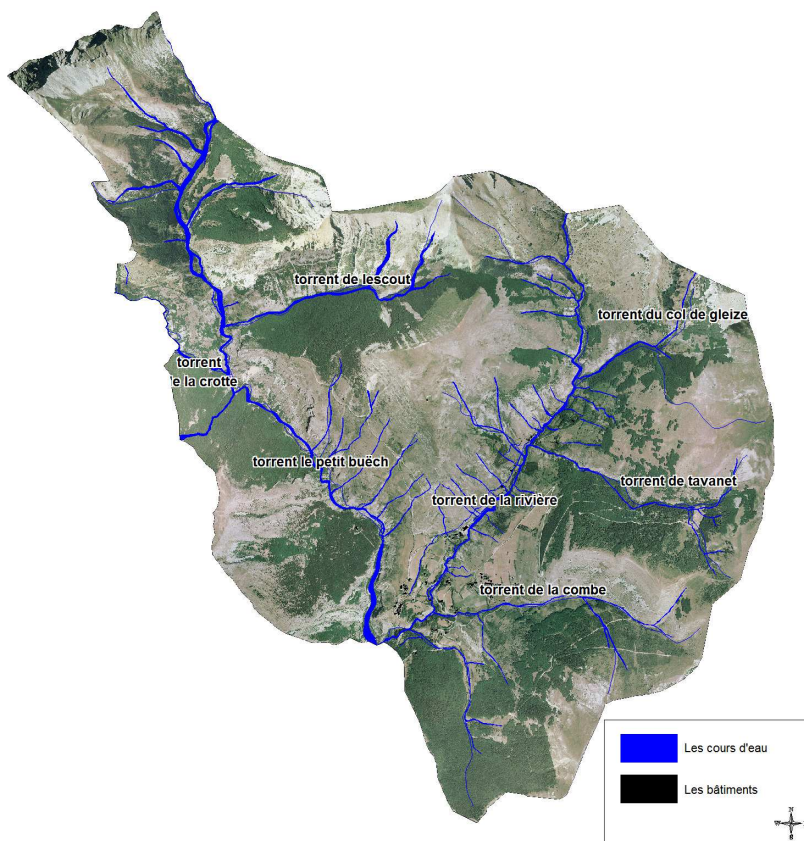 torrent de lescout
torrent du col de gleize
torrent
de la crotte
torrent le petit buëch
torrent de tavanet
torrent de la rivière
torrent de la combe
Les cours d'eau
Les bâtiments
N
W
S